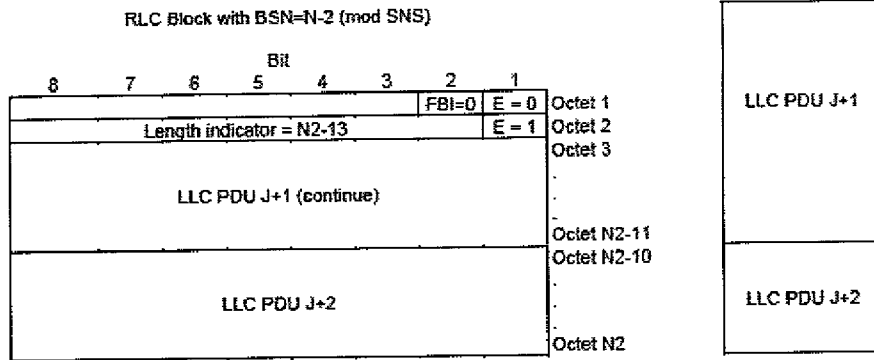 RLC Block with BSN=N-2 (mod SNS)
Bit
8 7 6 5 4 3 2 1
FBI=0 E = 0 Octet 1
Length indicator = N2-13 E = 1 Octet 2
Octet 3
LLC PDU J+1 (continue)
Octet N2-11
Octet N2-10
LLC PDU J+2
Octet N2
LLC PDU J+1
LLC PDU J+2